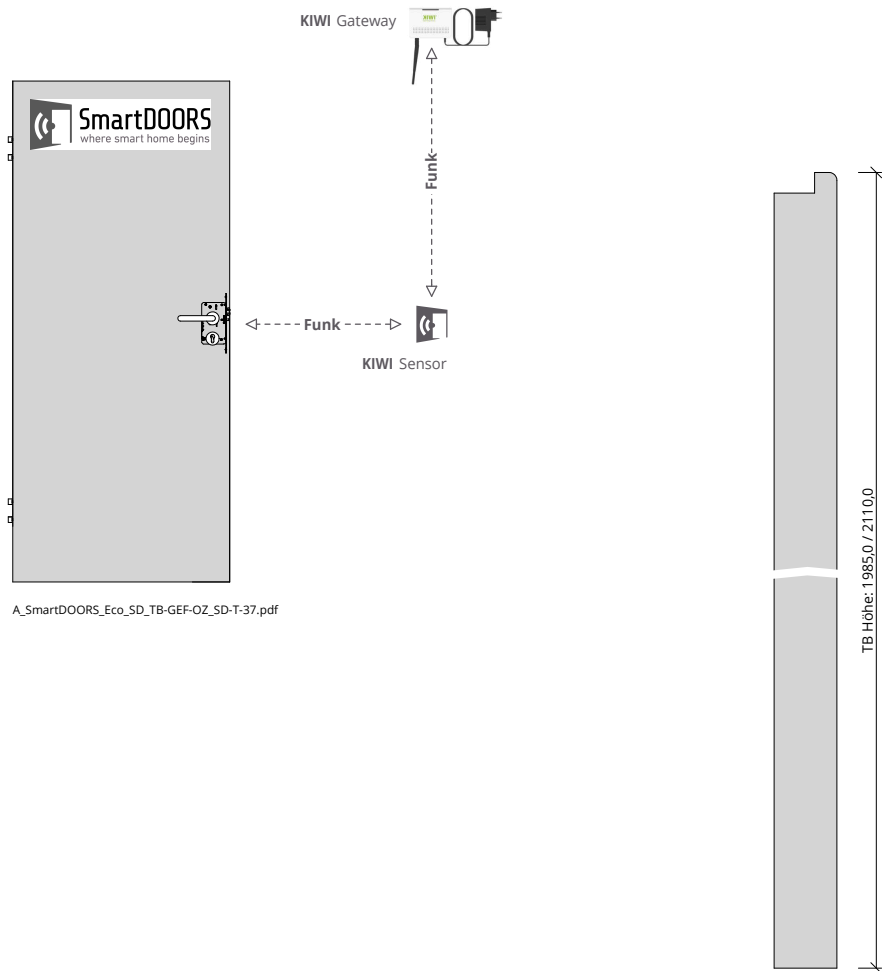 KIWI Gateway
KIWI
SmartDOORS
where smart home begins
Funk
Funk
KIWI Sensor
TB Höhe: 1985,0 / 2110,0
A_SmartDOORS_Eco_SD_TB-GEF-OZ_SD-T-37.pdf